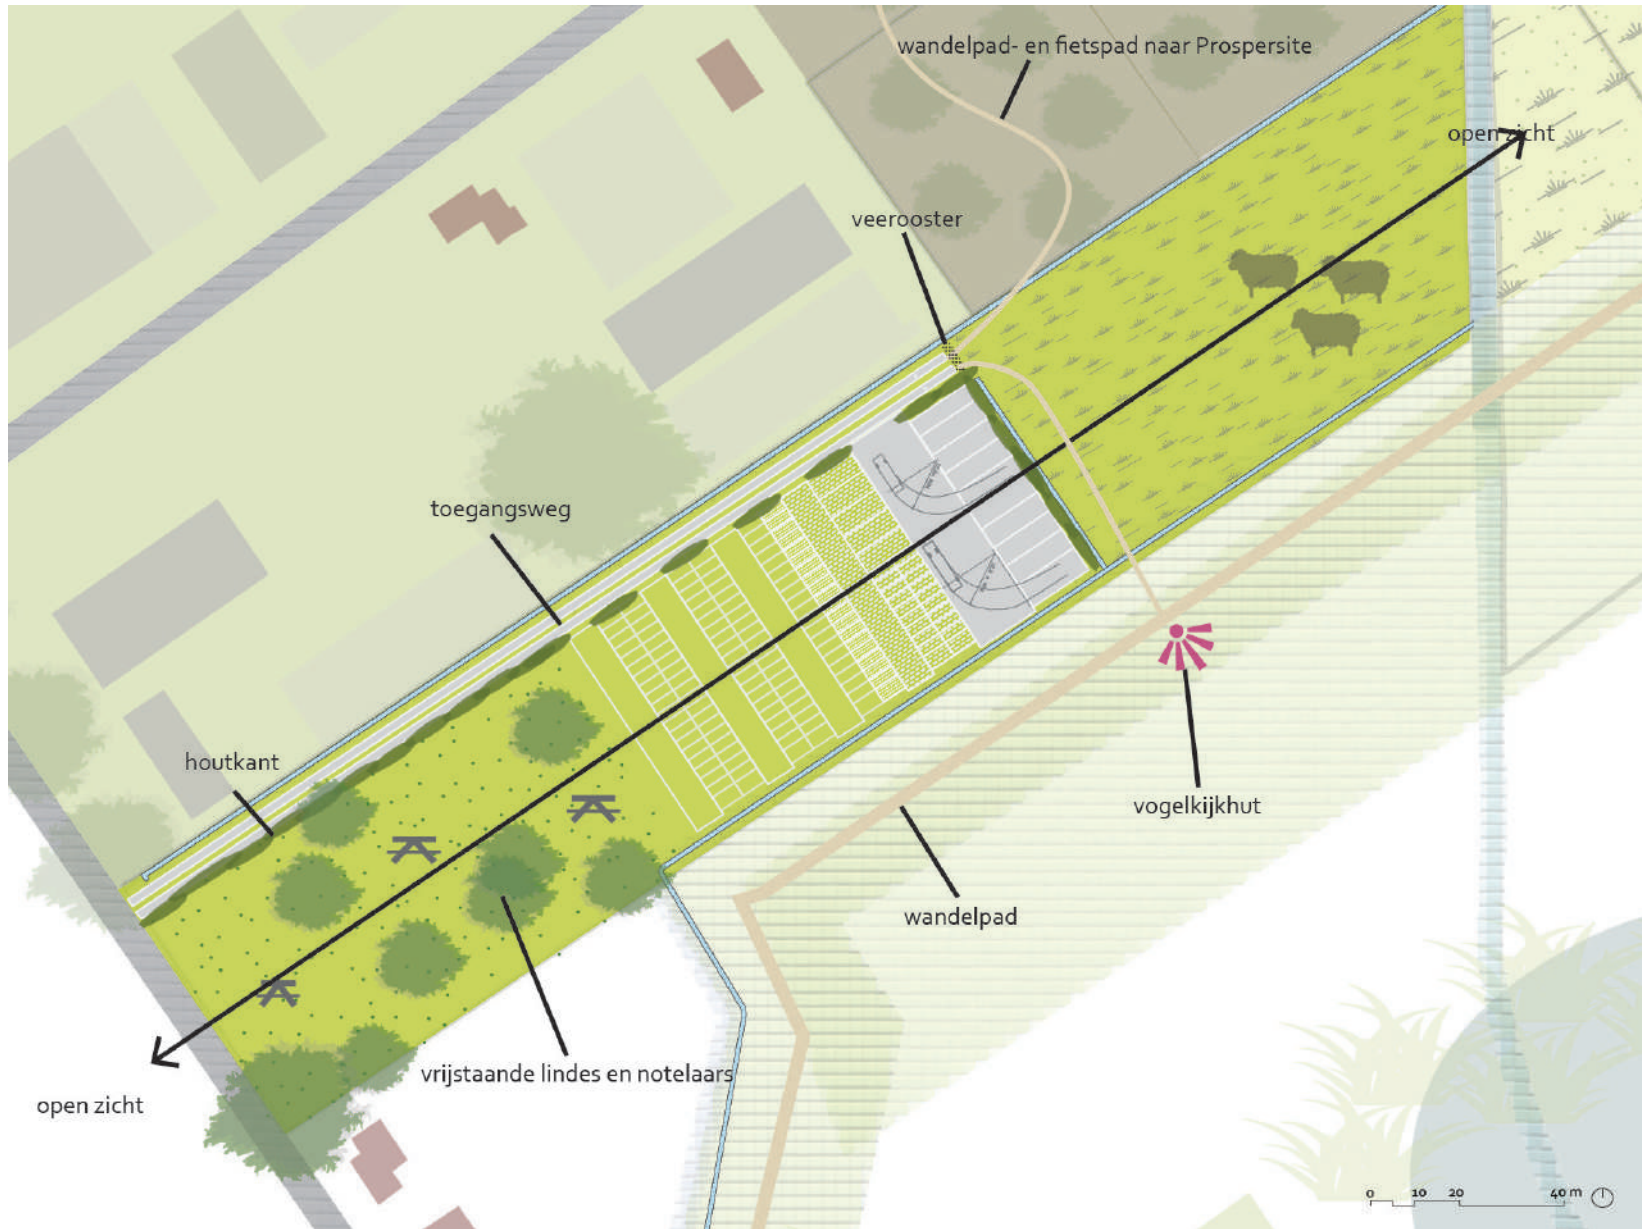 wandelpad- en fietspad naar Prospersite
open zicht
veerooster
toegangsweg
houtkant
vogelkijkhut
wandelpad
vrijstaande lindes en notelaars
open zicht
0 10 20 40 m